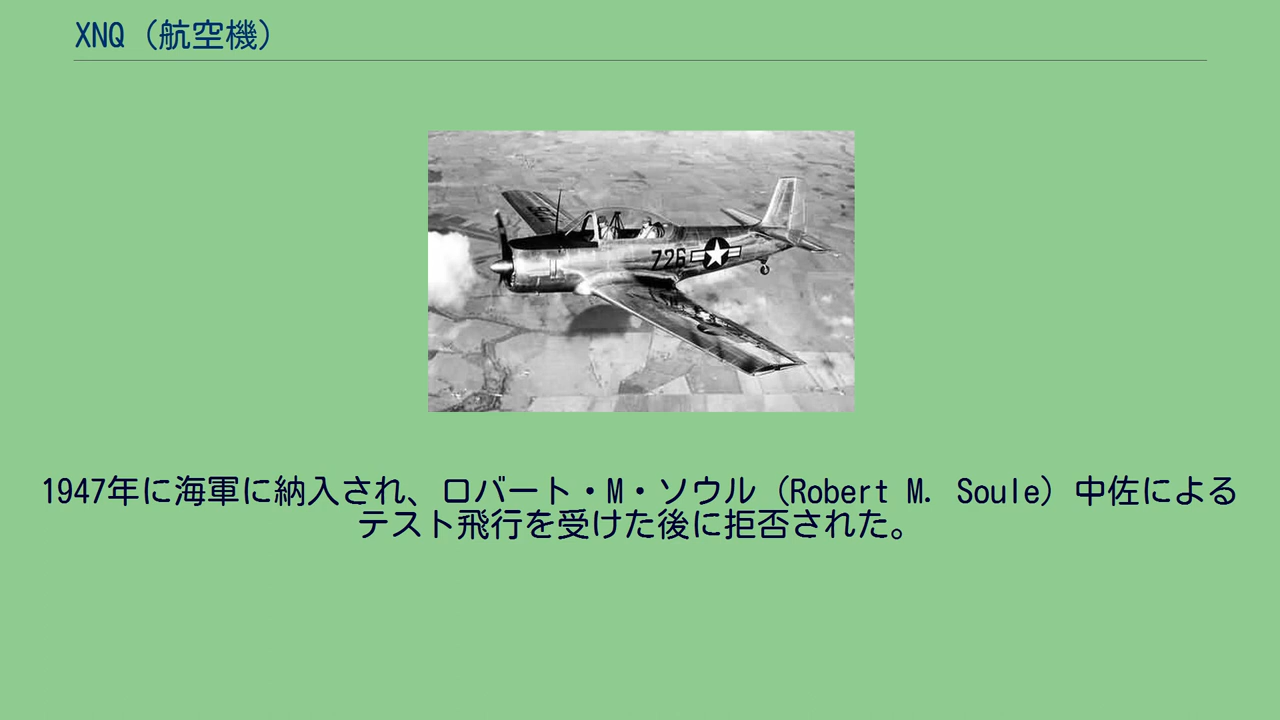 XNQ (航空機)
726
1947年に海軍に納入され、ロバート・M・ソウル (Robert M. Soule) 中佐による
テスト飛行を受けた後に拒否された。